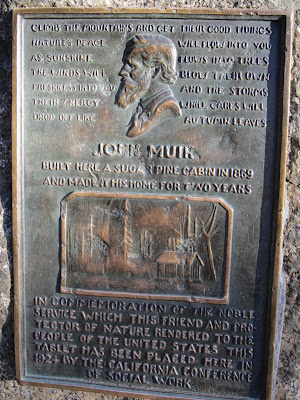 CLIMB THE MOUNTAINS AND GET THEIR GOOD TIDINGS
NATURE'S PEACE WILL FLOW INTO YOU
AS SUNSHINE FLOWS INTO TREES
THE WINDS WILL BLOW THEIR OWN
FRESHNESS INTO YOU AND THE STORMS
THEIR ENERGY WHILE CARES WILL
DROP OFF LIKE AUTUMN LEAVES
JOHN MUIR
BUILT HERE A SUGAR PINE CABIN IN 1869
AND MADE IT HIS HOME FOR TWO YEARS
IN COMMEMORATION OF THE NOBLE
SERVICE WHICH THIS FRIEND AND PRO-
TECTOR OF NATURE RENDERED TO THE
PEOPLE OF THE UNITED STATES THIS
TABLET HAS BEEN PLACED HERE IN
1924 BY THE CALIFORNIA CONFERENCE
OF SOCIAL WORK